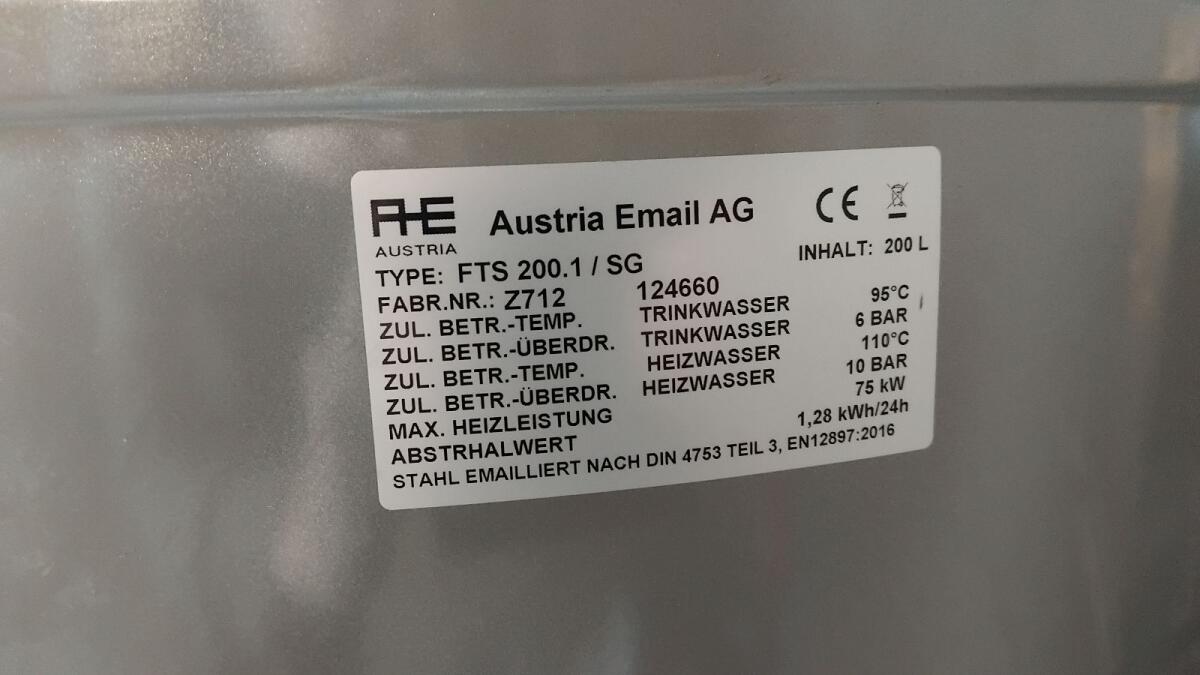 AHE
AUSTRIA
Austria Email AG
CE
TYPE: FTS 200.1 / SG
INHALT: 200 L
FABR.NR.: Z712 124660
ZUL. BETR.-TEMP. TRINKWASSER 95°C
ZUL. BETR.-ÜBERDR. TRINKWASSER 6 BAR
ZUL. BETR.-TEMP. HEIZWASSER 110°C
ZUL. BETR.-ÜBERDR. HEIZWASSER 10 BAR
MAX. HEIZLEISTUNG 75 kW
ABSTRHALWERT 1,28 kWh/24h
STAHL EMAILLIERT NACH DIN 4753 TEIL 3, EN12897:2016